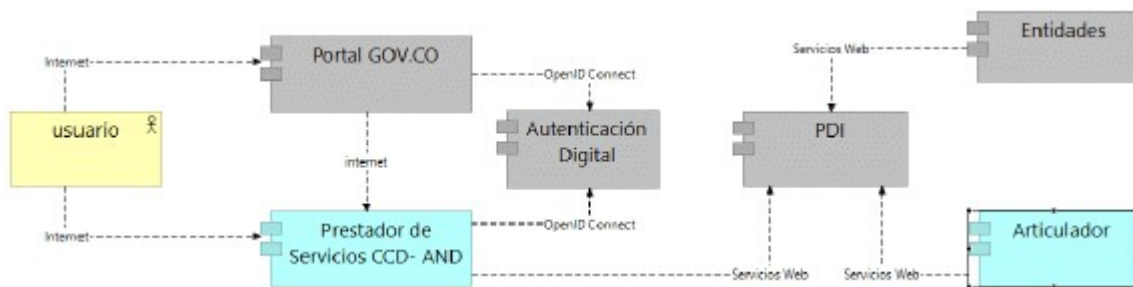 Entidades
Servicios Web
Portal GOV.CO
Internet
OpenID Connect
usuario
Autenticación
Digital
PDI
internet
Prestador de
Servicios CCD- AND
Internet
OpenID Connect
Articulador
Servicios Web
Servicios Web